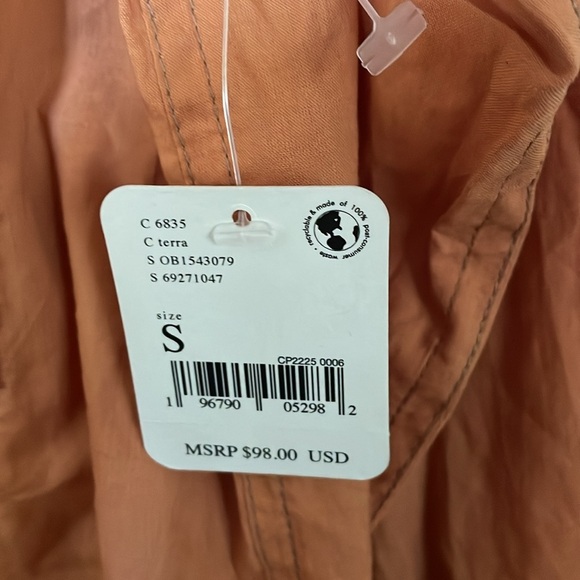 C 6835
C terra
S OB1543079
S 69271047
recyclable & made of 100% post-consumer waste •
size
S
CP2225 0006
1 96790 05298 2
MSRP $98.00 USD